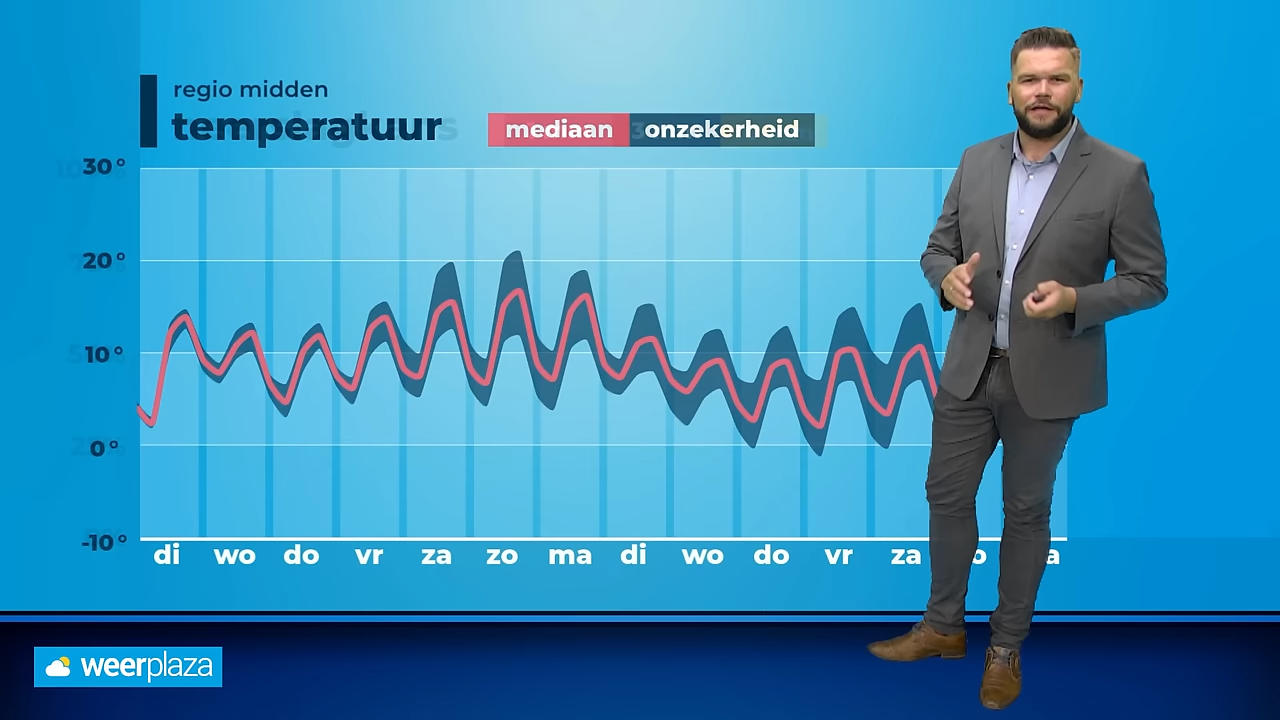 regio midden
temperatuur
mediaan onzekerheid
30°
20°
10°
0°
-10°
di wo do vr za zo ma di wo do vr za
weerplaza